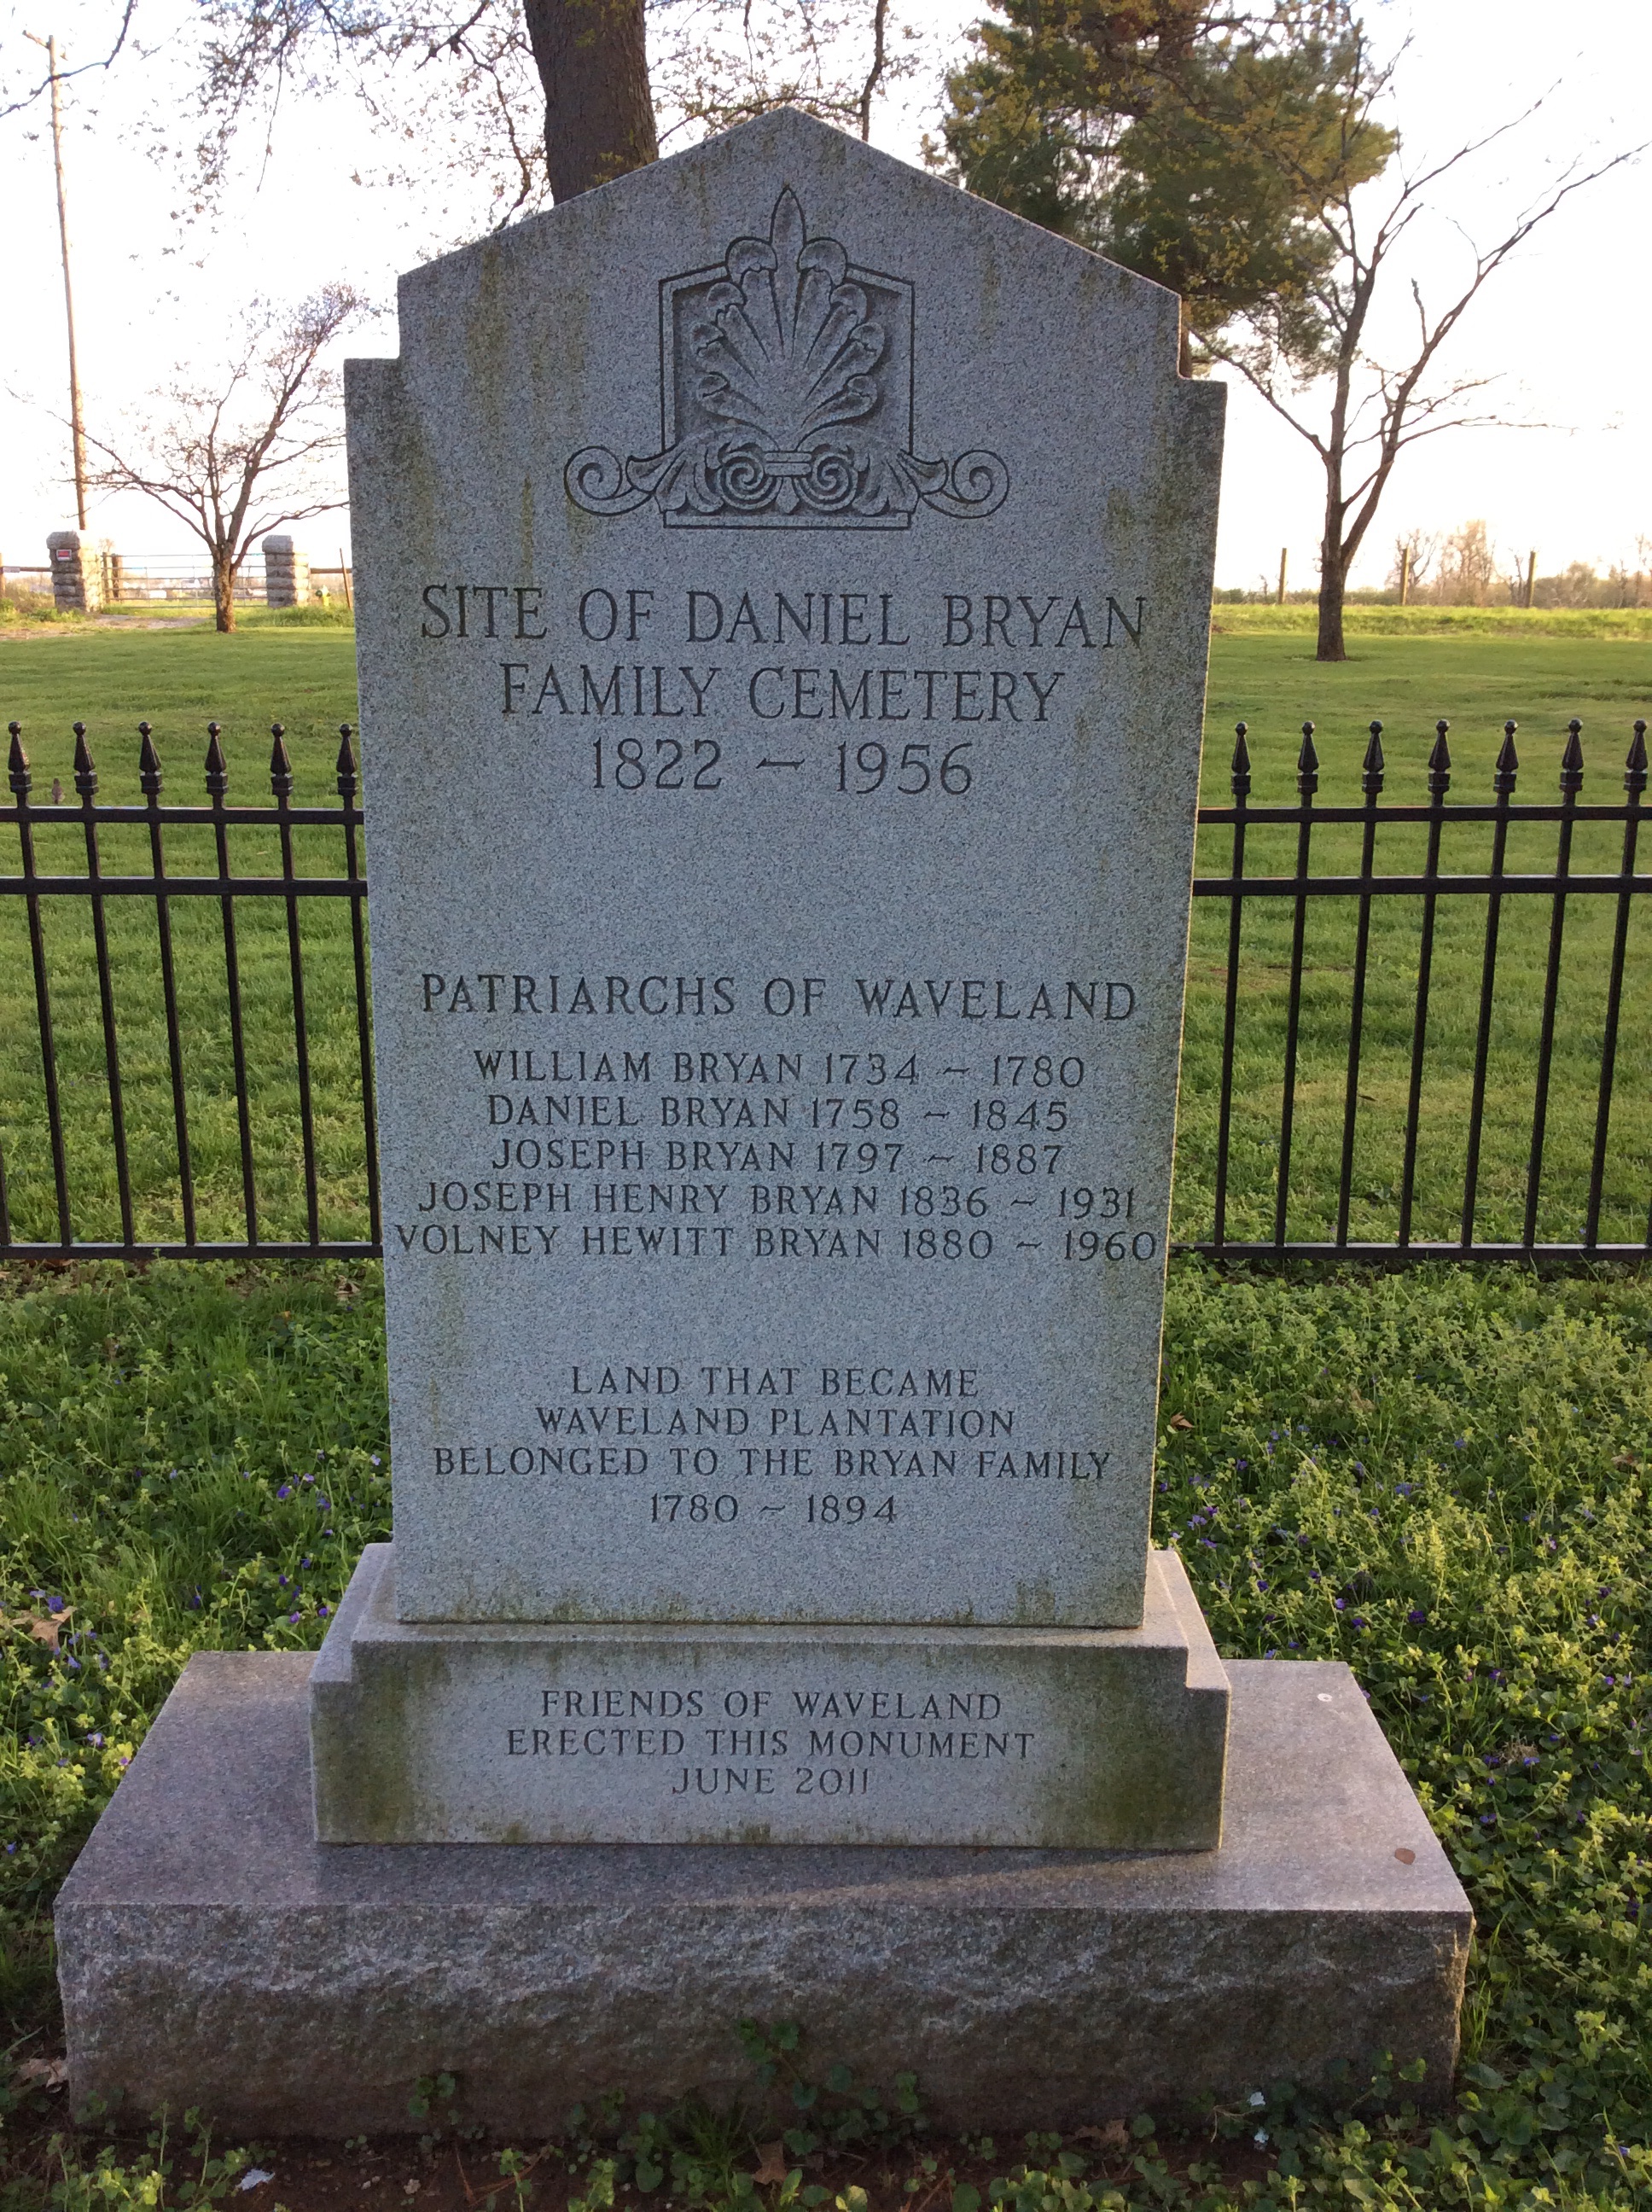 SITE OF DANIEL BRYAN
FAMILY CEMETERY
1822 ~ 1956
PATRIARCHS OF WAVELAND
WILLIAM BRYAN 1734 ~ 1780
DANIEL BRYAN 1758 ~ 1845
JOSEPH BRYAN 1797 ~ 1887
JOSEPH HENRY BRYAN 1836 ~ 1931
VOLNEY HEWITT BRYAN 1880 ~ 1960
LAND THAT BECAME
WAVELAND PLANTATION
BELONGED TO THE BRYAN FAMILY
1780 ~ 1894
FRIENDS OF WAVELAND
ERECTED THIS MONUMENT
JUNE 2011